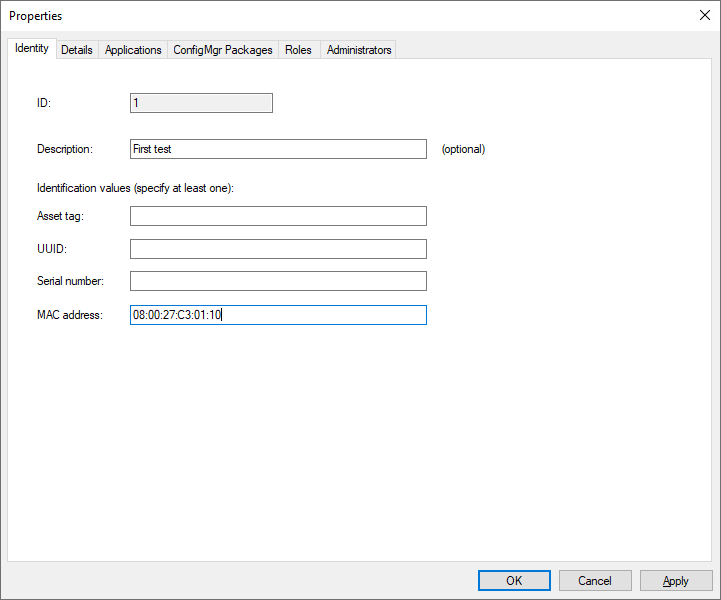 Properties
Identity Details Applications ConfigMgr Packages Roles Administrators
ID: 1
Description: First test (optional)
Identification values (specify at least one):
Asset tag:
UUID:
Serial number:
MAC address: 08:00:27:C3:01:10
OK Cancel Apply